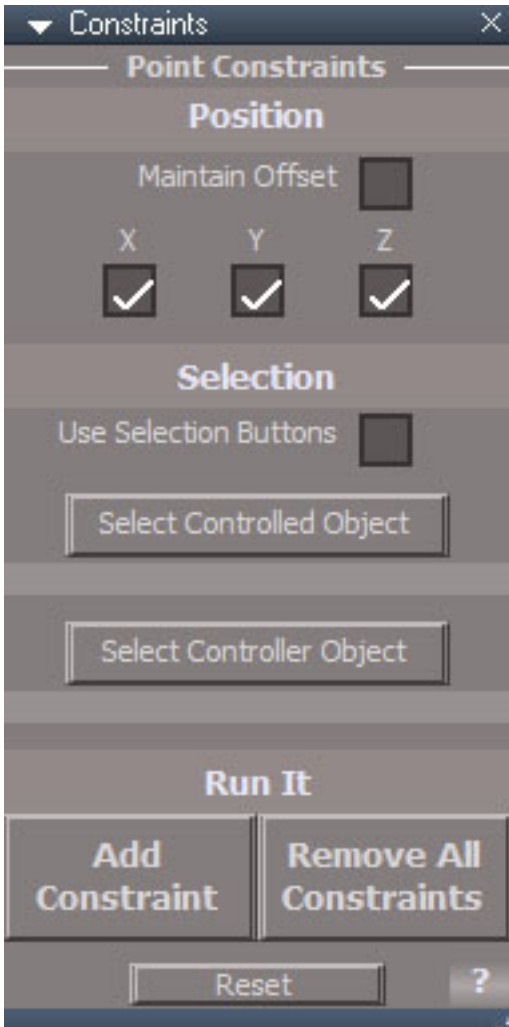 Constraints
Point Constraints
Position
Maintain Offset
X Y Z
Selection
Use Selection Buttons
Select Controlled Object
Select Controller Object
Run It
Add
Constraint
Remove All
Constraints
Reset
?